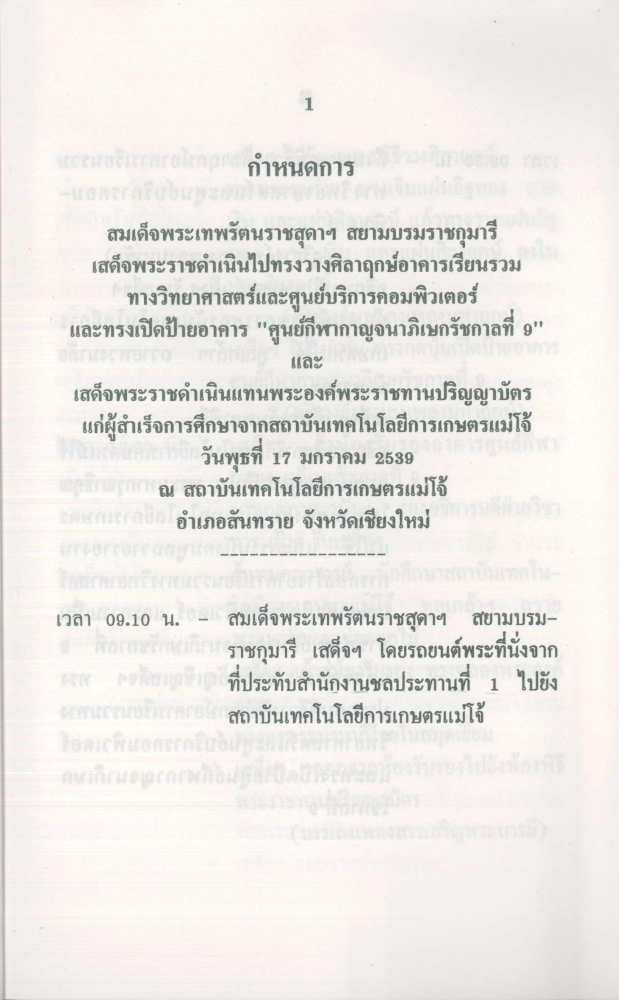 1
กำหนดการ
สมเด็จพระเทพรัตนราชสุดาฯ สยามบรมราชกุมารี
เสด็จพระราชดำเนินไปทรงวางศิลาฤกษ์อาคารเรียนรวม
ทางวิทยาศาสตร์และศูนย์บริการคอมพิวเตอร์
และทรงเปิดป้ายอาคาร "ศูนย์กีฬากาญจนาภิเษกรัชกาลที่ 9"
และ
เสด็จพระราชดำเนินแทนพระองค์พระราชทานปริญญาบัตร
แก่ผู้สำเร็จการศึกษาจากสถาบันเทคโนโลยีการเกษตรแม่โจ้
วันพุธที่ 17 มกราคม 2539
ณ สถาบันเทคโนโลยีการเกษตรแม่โจ้
อำเภอสันทราย จังหวัดเชียงใหม่
-----------------
เวลา 09.10 น. - สมเด็จพระเทพรัตนราชสุดาฯ สยามบรม-
ราชกุมารี เสด็จฯ โดยรถยนต์พระที่นั่งจาก
ที่ประทับสำนักงานชลประทานที่ 1 ไปยัง
สถาบันเทคโนโลยีการเกษตรแม่โจ้